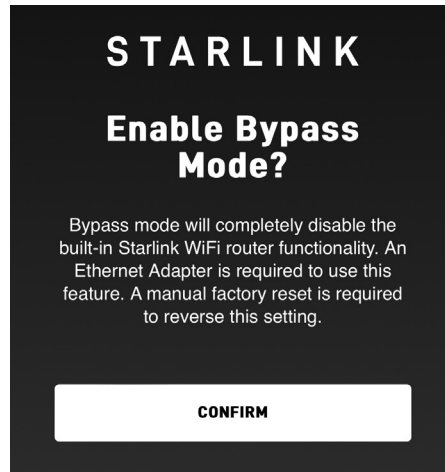 STARLINK
Enable Bypass
Mode?
Bypass mode will completely disable the
built-in Starlink WiFi router functionality. An
Ethernet Adapter is required to use this
feature. A manual factory reset is required
to reverse this setting.
CONFIRM